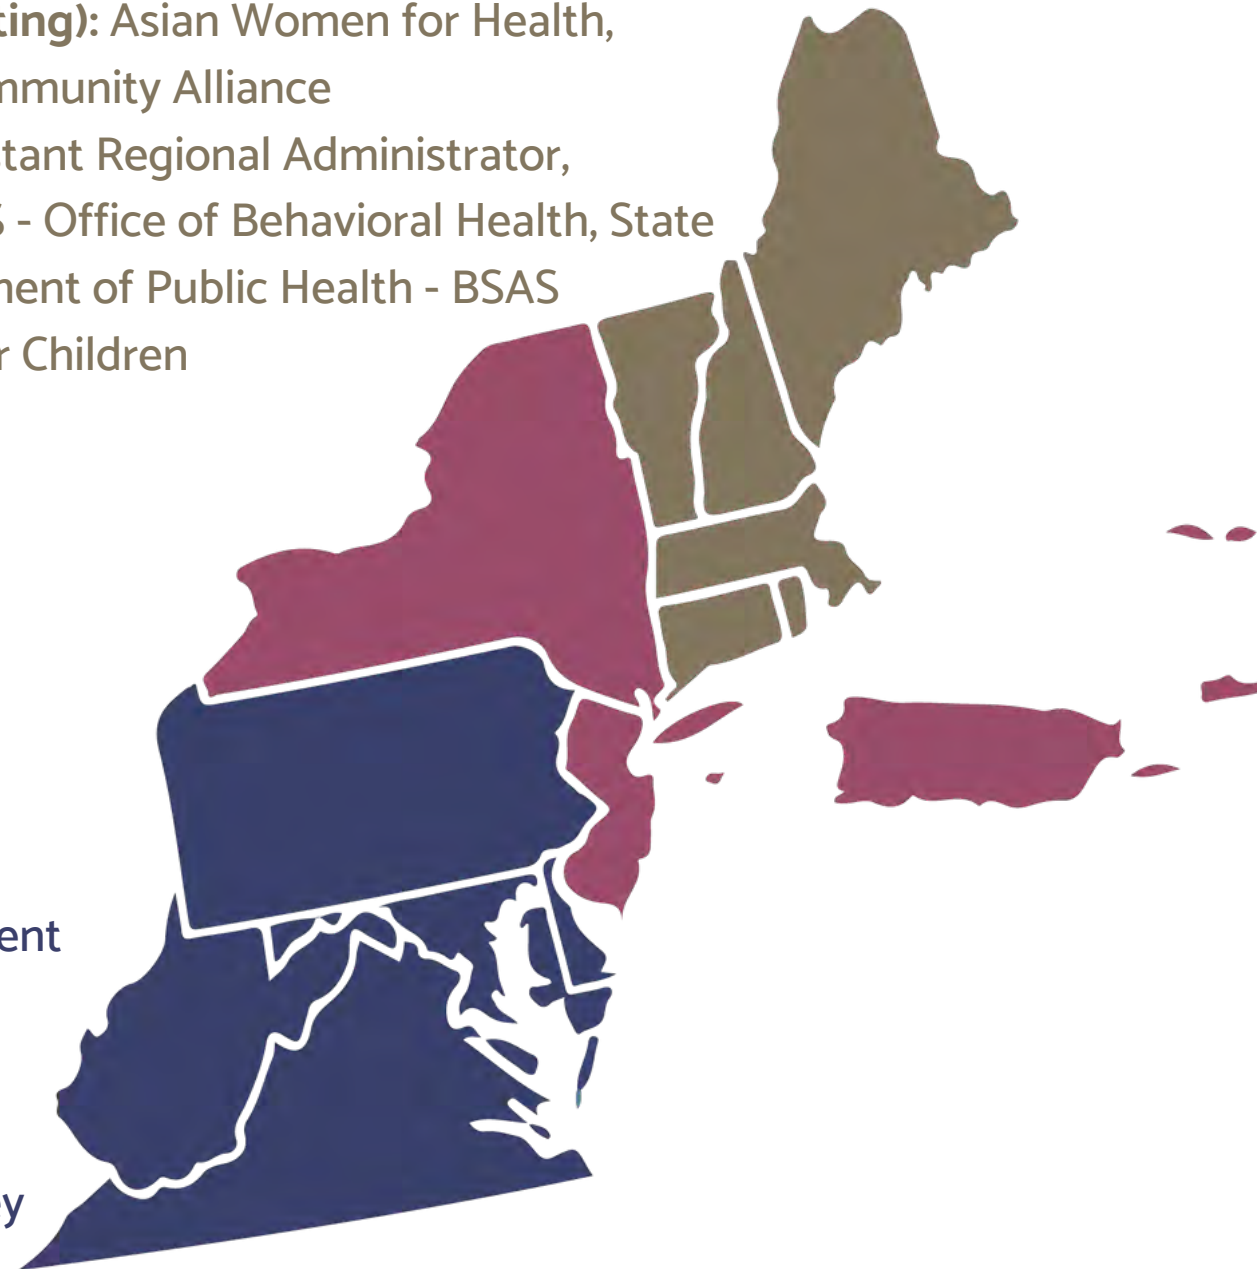 ting): Asian Women for Health,
mmunity Alliance
tant Regional Administrator,
S - Office of Behavioral Health, State
ment of Public Health - BSAS
r Children
ent
ey